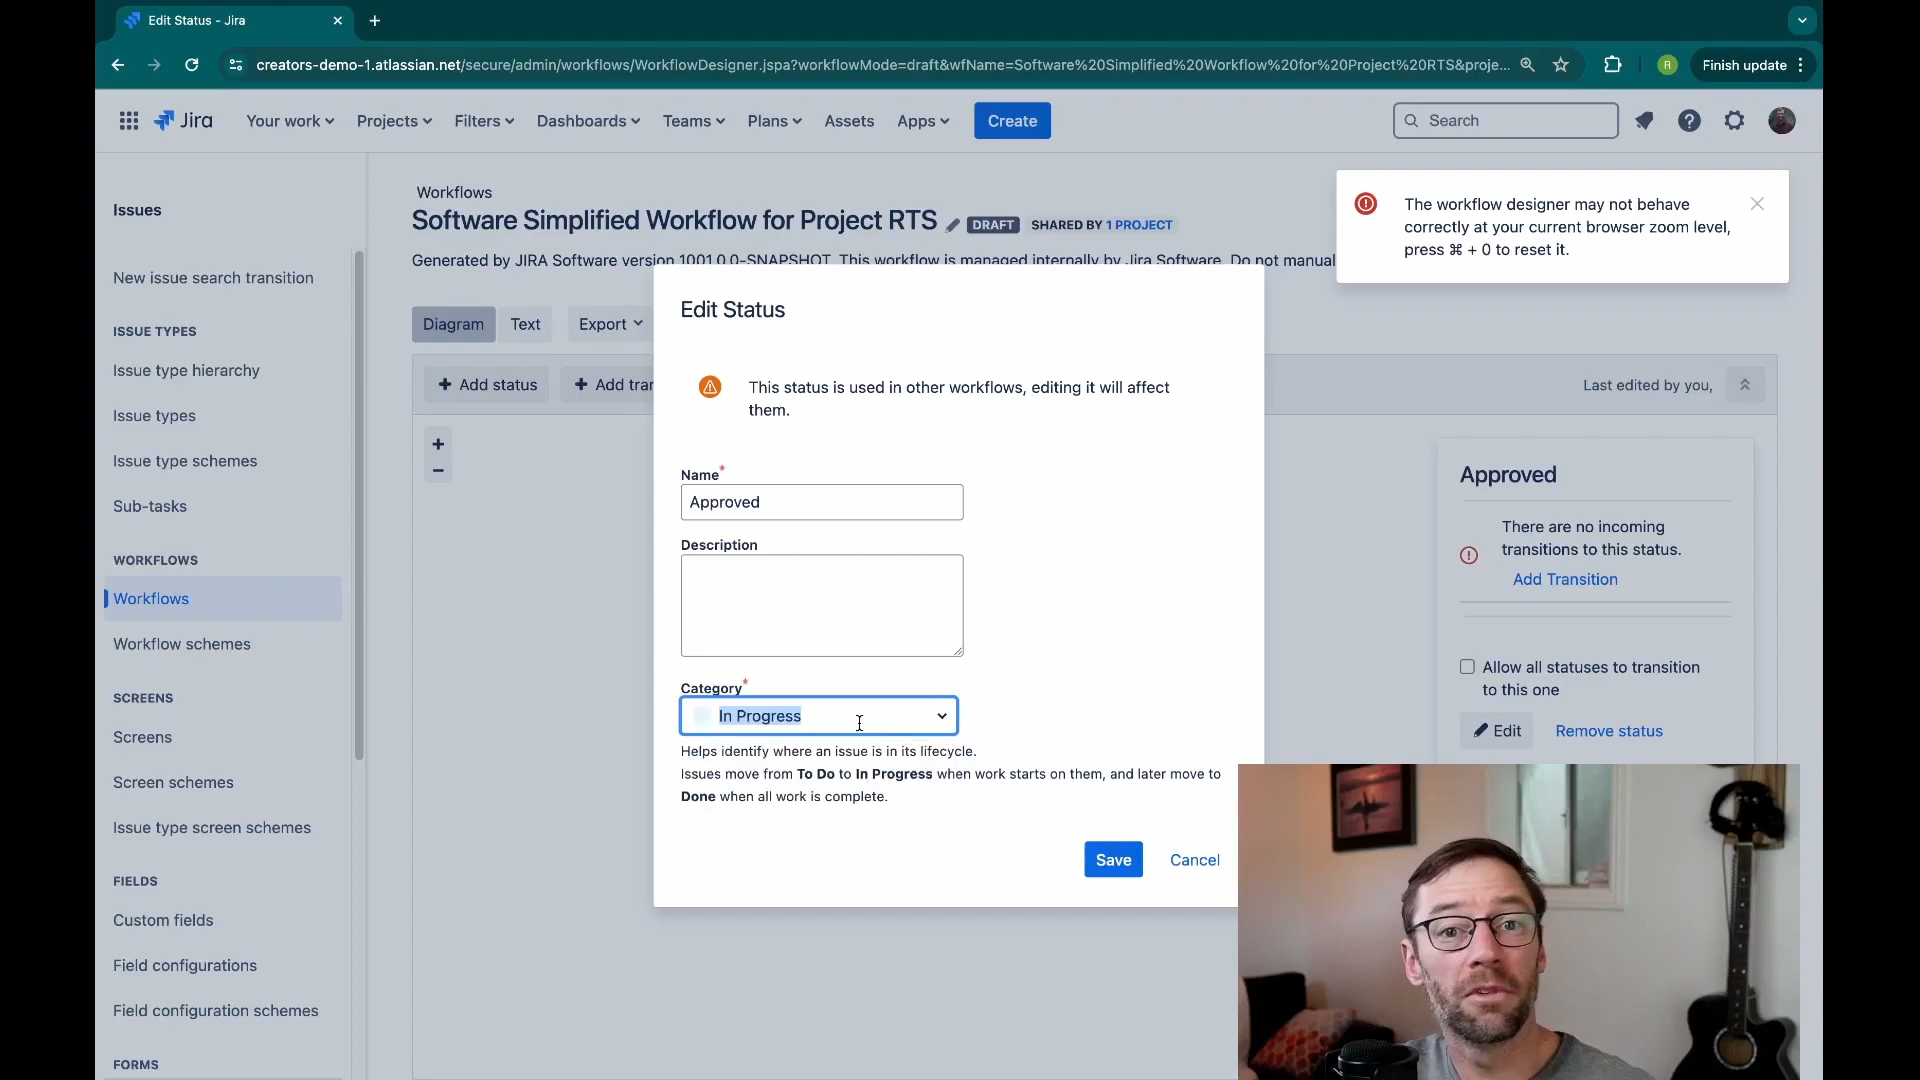 Edit Status - Jira
creators-demo-1.atlassian.net/secure/admin/workflows/WorkflowDesigner.jspa?workflowMode=draft&wfName=Software%20Simplified%20Workflow%20for%20Project%20RTS&proje...
R
Finish update
Jira
Your work
Projects
Filters
Dashboards
Teams
Plans
Assets
Apps
Create
Search
Issues
New issue search transition
ISSUE TYPES
Issue type hierarchy
Issue types
Issue type schemes
Sub-tasks
WORKFLOWS
Workflows
Workflow schemes
SCREENS
Screens
Screen schemes
Issue type screen schemes
FIELDS
Custom fields
Field configurations
Field configuration schemes
FORMS
Workflows
Software Simplified Workflow for Project RTS DRAFT SHARED BY 1 PROJECT
Generated by JIRA Software version 1001.0.0-SNAPSHOT. This workflow is managed internally by Jira Software. Do not manual
The workflow designer may not behave
correctly at your current browser zoom level,
press ⌘ + 0 to reset it.
Diagram
Text
Export
+ Add status
+ Add tra
Last edited by you,
+
−
Edit Status
This status is used in other workflows, editing it will affect
them.
Name*
Approved
Description
Category*
In Progress
Helps identify where an issue is in its lifecycle.
Issues move from To Do to In Progress when work starts on them, and later move to
Done when all work is complete.
Save
Cancel
Approved
There are no incoming
transitions to this status.
Add Transition
Allow all statuses to transition
to this one
Edit
Remove status